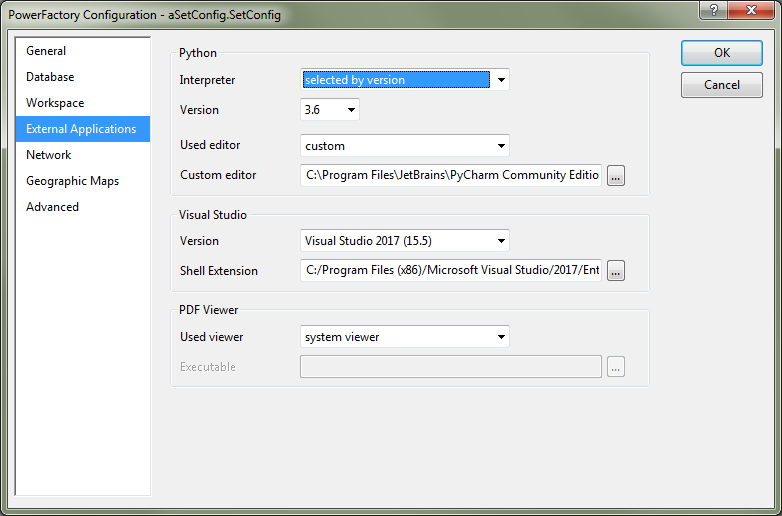 PowerFactory Configuration - aSetConfig.SetConfig
General
Database
Workspace
External Applications
Network
Geographic Maps
Advanced
Python
Interpreter selected by version
Version 3.6
Used editor custom
Custom editor C:\Program Files\JetBrains\PyCharm Community Editio ...
Visual Studio
Version Visual Studio 2017 (15.5)
Shell Extension C:/Program Files (x86)/Microsoft Visual Studio/2017/Ent ...
PDF Viewer
Used viewer system viewer
Executable ...
OK
Cancel